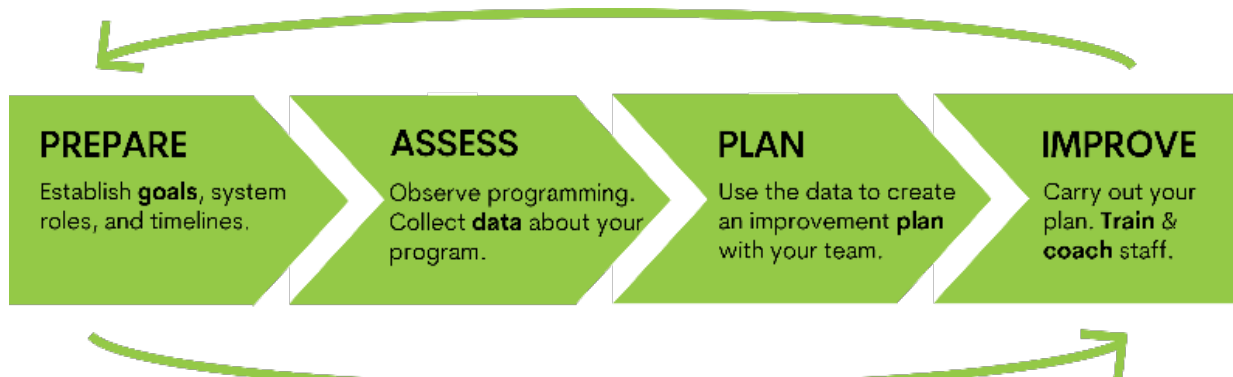 PREPARE
Establish goals, system
roles, and timelines.
ASSESS
Observe programming.
Collect data about your
program.
PLAN
Use the data to create
an improvement plan
with your team.
IMPROVE
Carry out your
plan. Train &
coach staff.